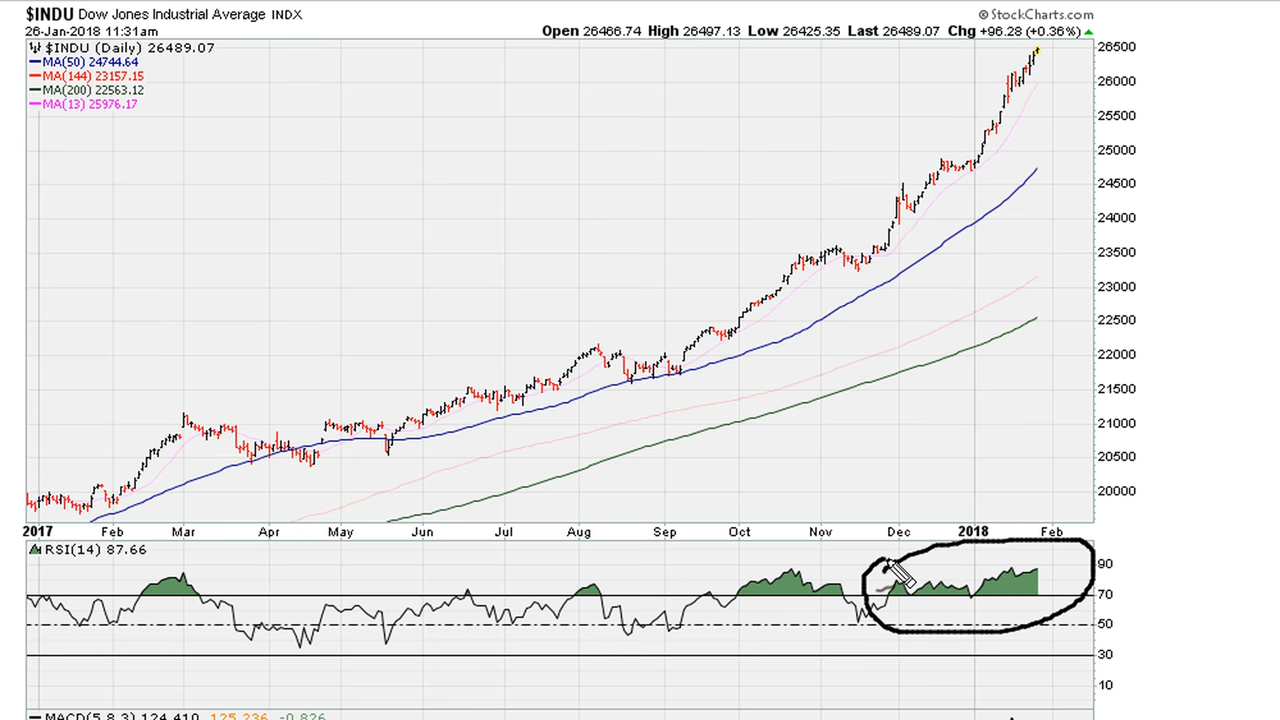 $INDU Dow Jones Industrial Average INDX
© StockCharts.com
26-Jan-2018 11:31am
Open 26466.74 High 26497.13 Low 26425.35 Last 26489.07 Chg +96.28 (+0.36%)
$INDU (Daily) 26489.07
MA(50) 24744.64
MA(144) 23157.15
MA(200) 22563.12
MA(13) 25976.17
26500
26000
25500
25000
24500
24000
23500
23000
22500
22000
21500
21000
20500
20000
2017 Feb Mar Apr May Jun Jul Aug Sep Oct Nov Dec 2018 Feb
RSI(14) 87.66
90
70
50
30
10
MACD(5,8,3) 124.410 125.236 -0.826